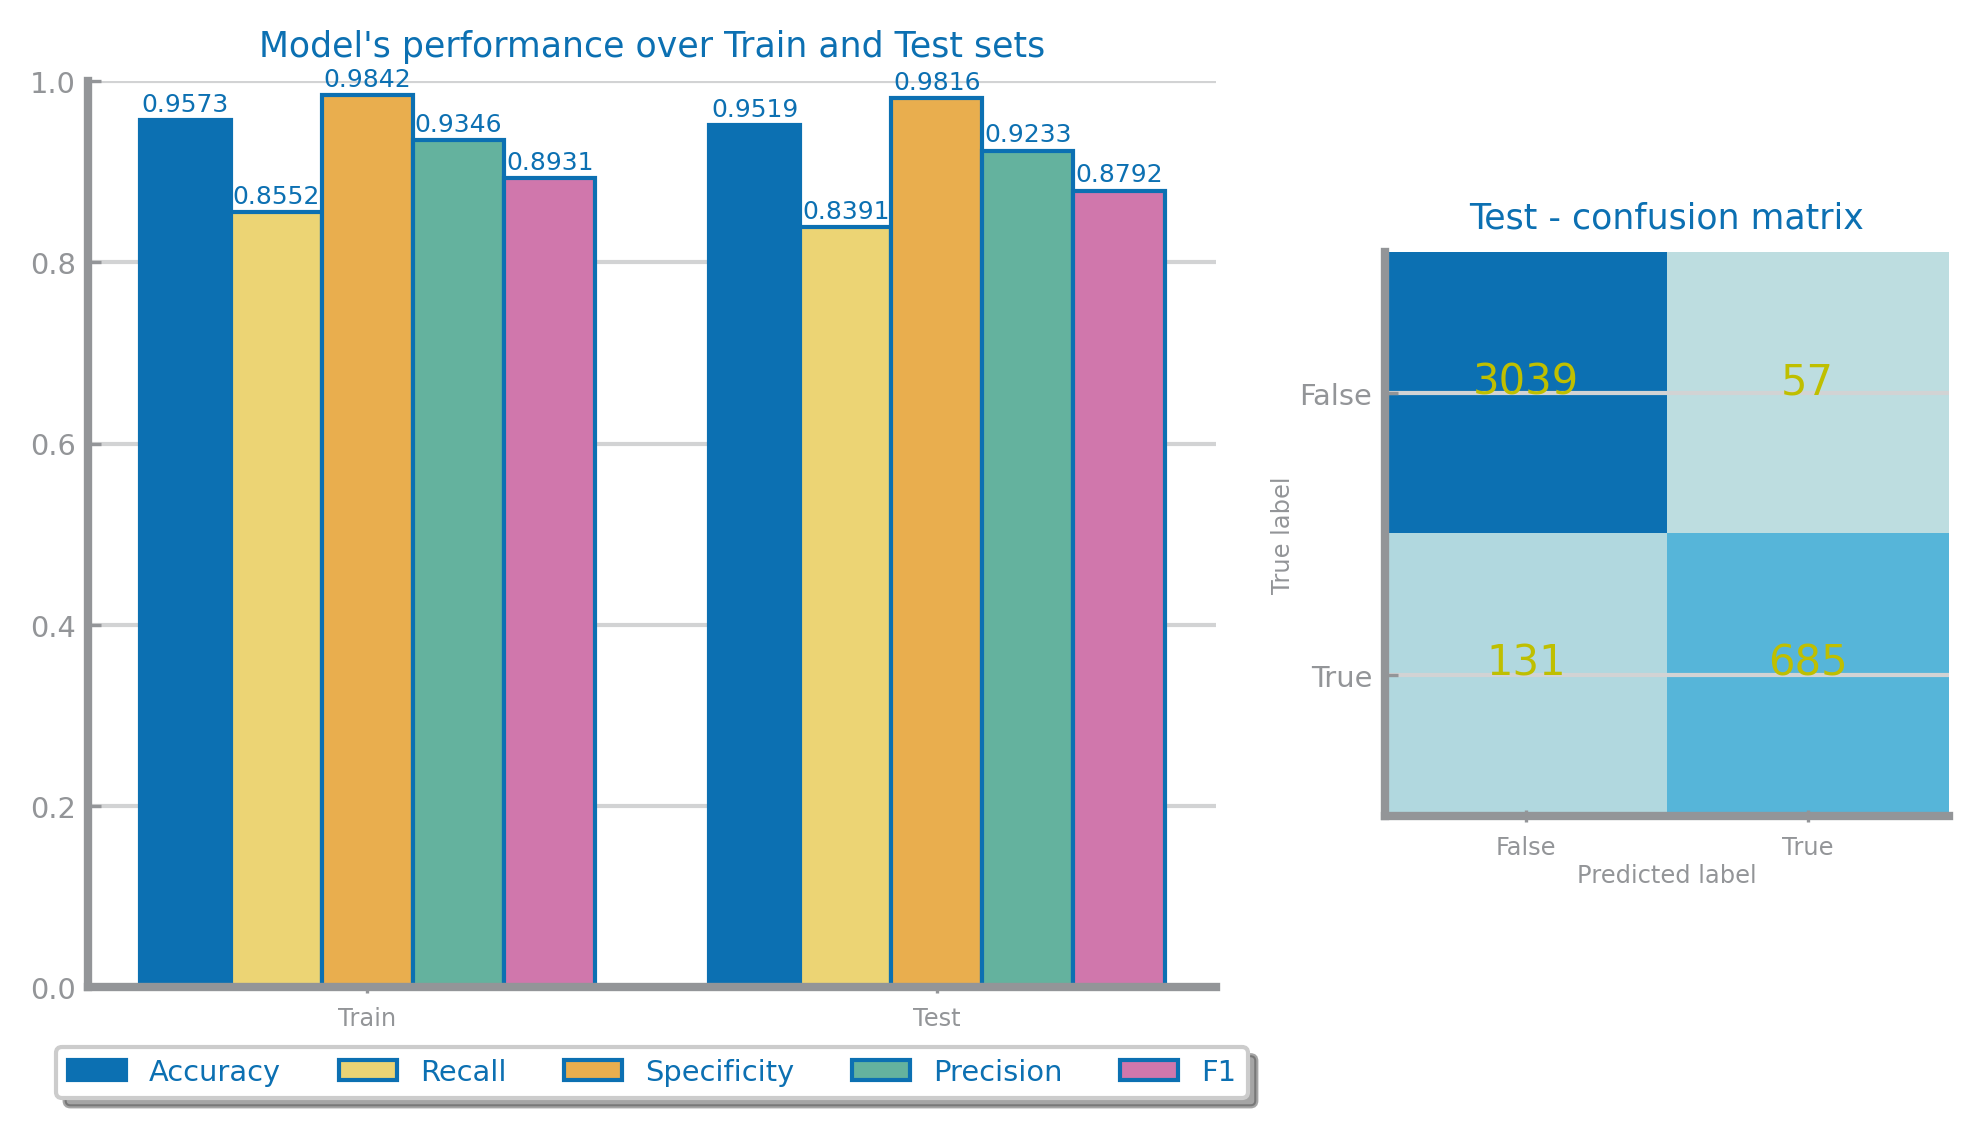 Model's performance over Train and Test sets
1.0
0.8
0.6
0.4
0.2
0.0
0.9573
0.8552
0.9842
0.9346
0.8931
0.9519
0.8391
0.9816
0.9233
0.8792
Train
Test
Accuracy
Recall
Specificity
Precision
F1
Test - confusion matrix
True label
False
3039
57
True
131
685
False
True
Predicted label